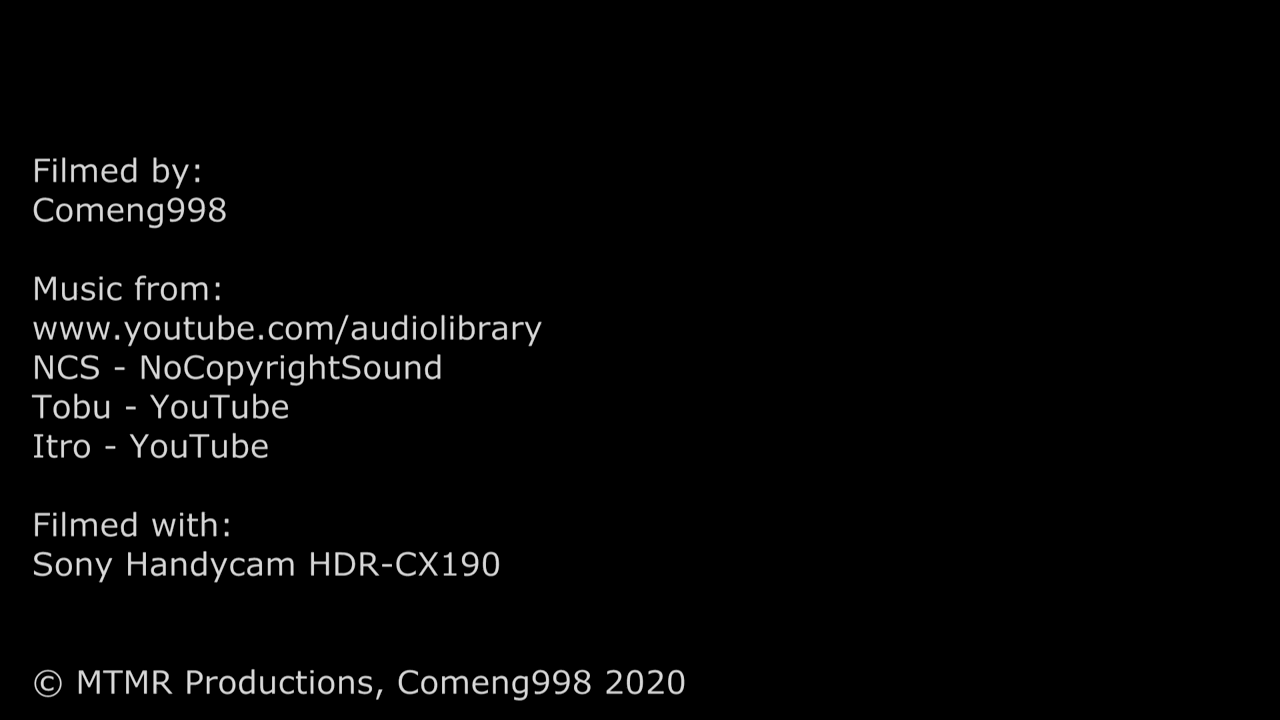 Filmed by:
Comeng998
Music from:
www.youtube.com/audiolibrary
NCS - NoCopyrightSound
Tobu - YouTube
Itro - YouTube
Filmed with:
Sony Handycam HDR-CX190
© MTMR Productions, Comeng998 2020